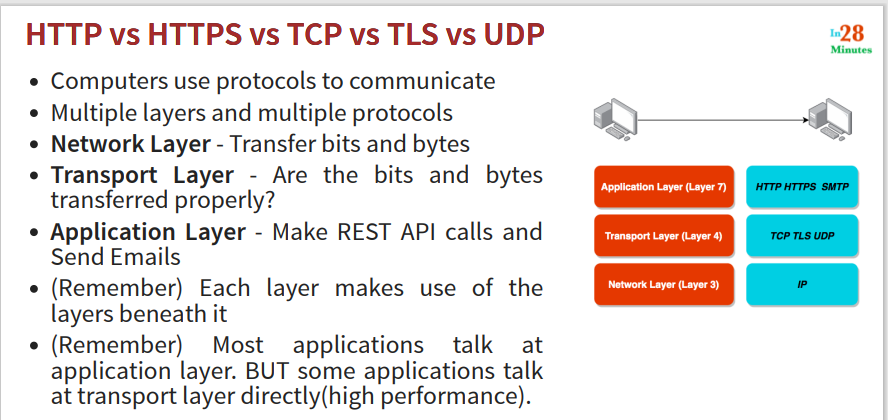 HTTP vs HTTPS vs TCP vs TLS vs UDP
In28
Minutes
• Computers use protocols to communicate
• Multiple layers and multiple protocols
• Network Layer - Transfer bits and bytes
• Transport Layer - Are the bits and bytes
transferred properly?
• Application Layer - Make REST API calls and
Send Emails
• (Remember) Each layer makes use of the
layers beneath it
• (Remember) Most applications talk at
application layer. BUT some applications talk
at transport layer directly(high performance).
Application Layer (Layer 7)
HTTP HTTPS SMTP
Transport Layer (Layer 4)
TCP TLS UDP
Network Layer (Layer 3)
IP